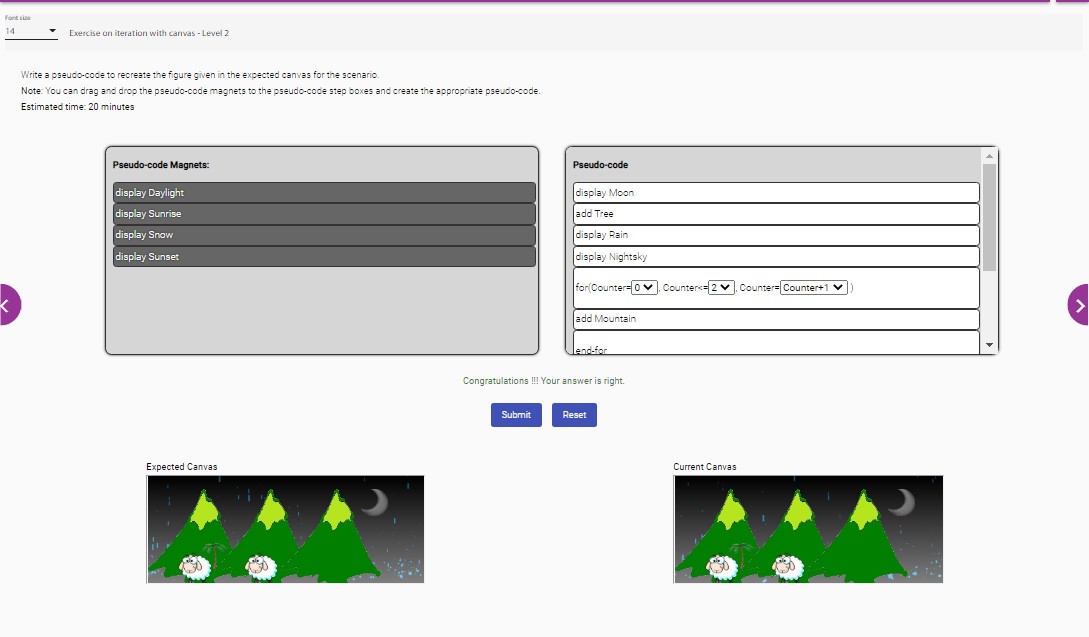 Font size
14
Exercise on iteration with canvas - Level 2
Write a pseudo-code to recreate the figure given in the expected canvas for the scenario.
Note: You can drag and drop the pseudo-code magnets to the pseudo-code step boxes and create the appropriate pseudo-code.
Estimated time: 20 minutes
Pseudo-code Magnets:
display Daylight
display Sunrise
display Snow
display Sunset
Pseudo-code
display Moon
add Tree
display Rain
display Nightsky
for(Counter= 0 , Counter<= 2 , Counter= Counter+1 )
add Mountain
end-for
Congratulations !!! Your answer is right.
Submit
Reset
Expected Canvas
Current Canvas